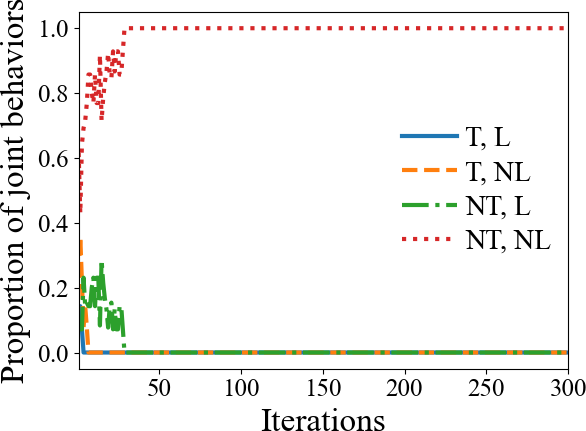 Proportion of joint behaviors
1.0
0.8
0.6
0.4
0.2
0.0
T, L
T, NL
NT, L
NT, NL
50
100
150
200
250
300
Iterations